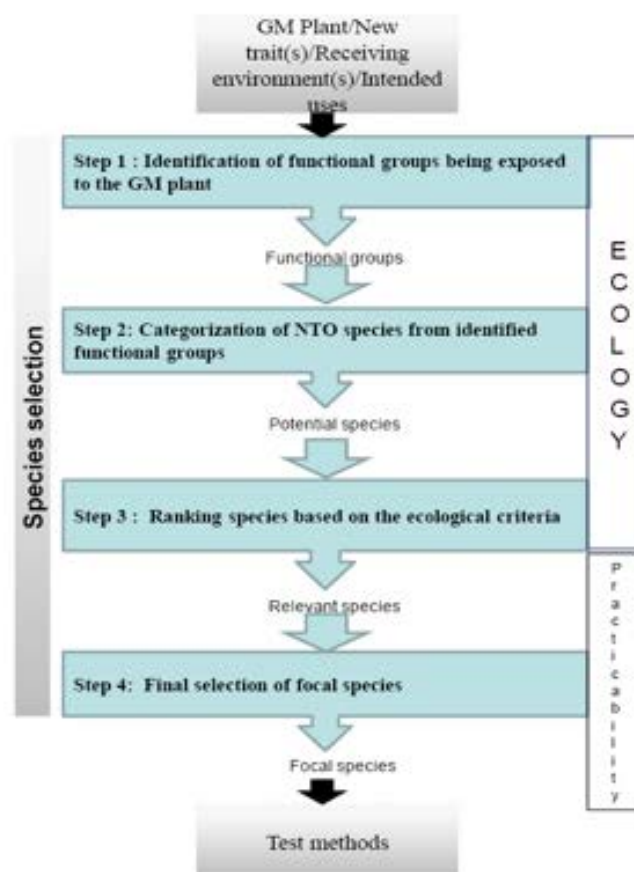 GM Plant/New
trait(s)/Receiving
environment(s)/Intended
uses
Step 1 : Identification of functional groups being exposed
to the GM plant
Functional groups
Step 2: Categorization of NTO species from identified
functional groups
Potential species
Step 3 : Ranking species based on the ecological criteria
Relevant species
Step 4: Final selection of focal species
Focal species
Test methods
Species selection
ECOLOGY
Practicability